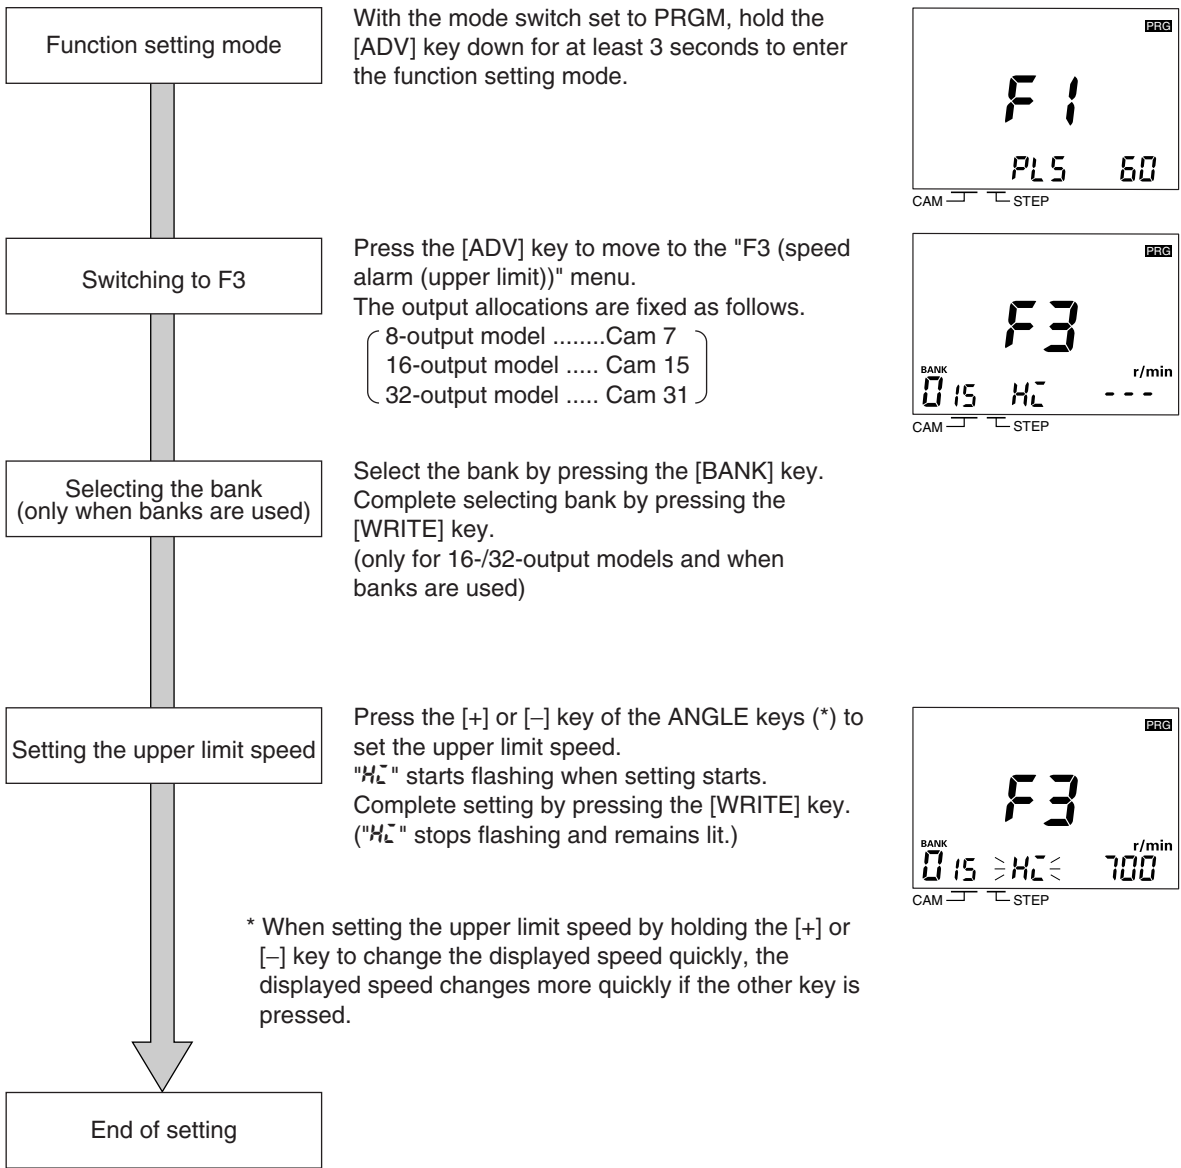 Function setting mode
With the mode switch set to PRGM, hold the
[ADV] key down for at least 3 seconds to enter
the function setting mode.
PRG
F1
PLS 60
CAM STEP
Switching to F3
Press the [ADV] key to move to the "F3 (speed
alarm (upper limit))" menu.
The output allocations are fixed as follows.
8-output model ........Cam 7
16-output model ..... Cam 15
32-output model ..... Cam 31
PRG
F3
BANK r/min
0 15 HI ---
CAM STEP
Selecting the bank
(only when banks are used)
Select the bank by pressing the [BANK] key.
Complete selecting bank by pressing the
[WRITE] key.
(only for 16-/32-output models and when
banks are used)
Setting the upper limit speed
Press the [+] or [–] key of the ANGLE keys (*) to
set the upper limit speed.
"HI" starts flashing when setting starts.
Complete setting by pressing the [WRITE] key.
("HI" stops flashing and remains lit.)
PRG
F3
BANK r/min
0 15 HI 700
CAM STEP
* When setting the upper limit speed by holding the [+] or
[–] key to change the displayed speed quickly, the
displayed speed changes more quickly if the other key is
pressed.
End of setting